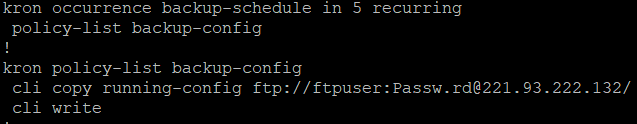 kron occurrence backup-schedule in 5 recurring
 policy-list backup-config
!
kron policy-list backup-config
 cli copy running-config ftp://ftpuser:Passw.rd@221.93.222.132/
 cli write